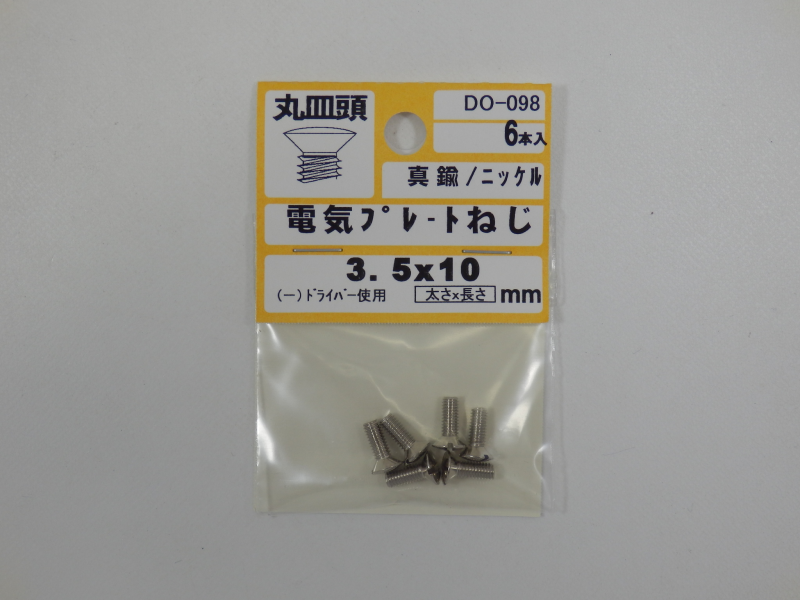 丸皿頭
DO-098
6本入
真鍮/ニッケル
電気プレートねじ
3.5x10
(ー)ドライバー使用 太さx長さ mm